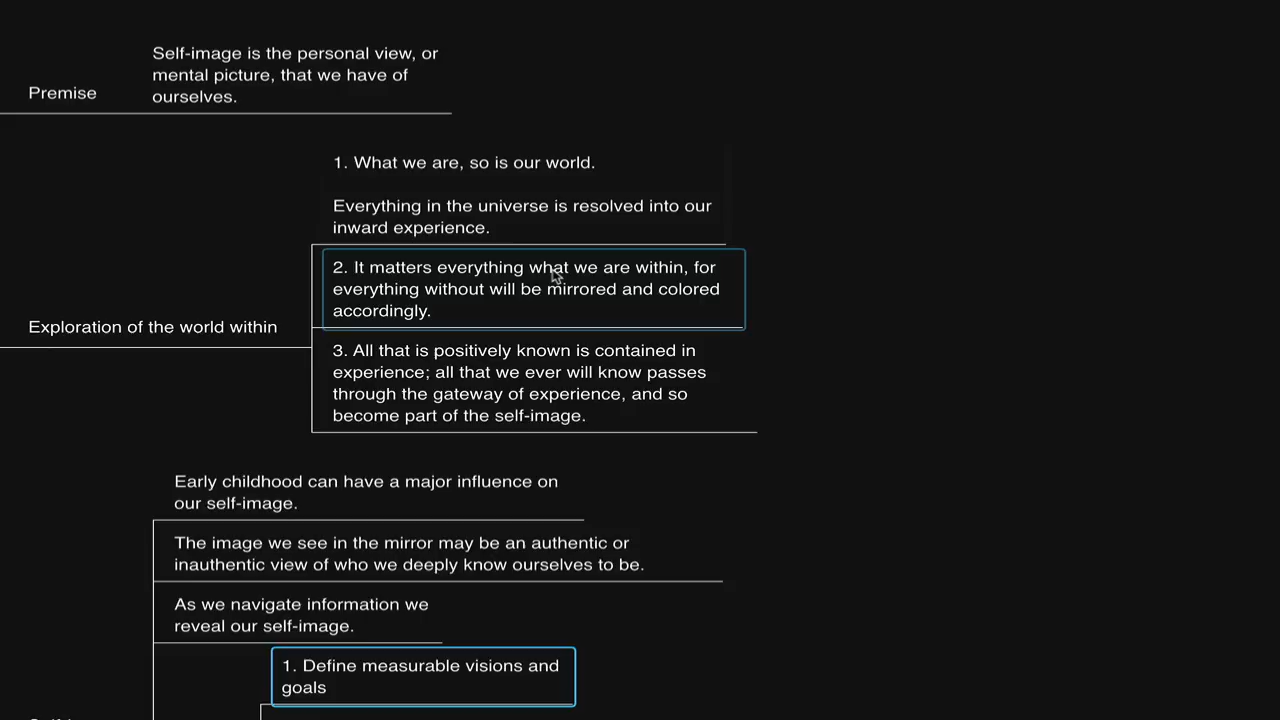 Self-image is the personal view, or
mental picture, that we have of
ourselves.
Premise
1. What we are, so is our world.
Everything in the universe is resolved into our
inward experience.
2. It matters everything what we are within, for
everything without will be mirrored and colored
accordingly.
Exploration of the world within
3. All that is positively known is contained in
experience; all that we ever will know passes
through the gateway of experience, and so
become part of the self-image.
Early childhood can have a major influence on
our self-image.
The image we see in the mirror may be an authentic or
inauthentic view of who we deeply know ourselves to be.
As we navigate information we
reveal our self-image.
1. Define measurable visions and
goals